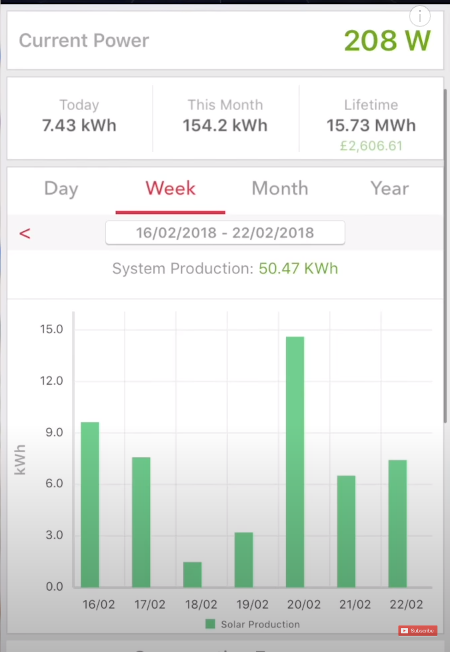 Current Power
208 W
Today
7.43 kWh
This Month
154.2 kWh
Lifetime
15.73 MWh
£2,606.61
Day
Week
Month
Year
<
16/02/2018 - 22/02/2018
System Production: 50.47 KWh
kWh
15.0
12.0
9.0
6.0
3.0
0.0
16/02
17/02
18/02
19/02
20/02
21/02
22/02
Solar Production
Subscribe